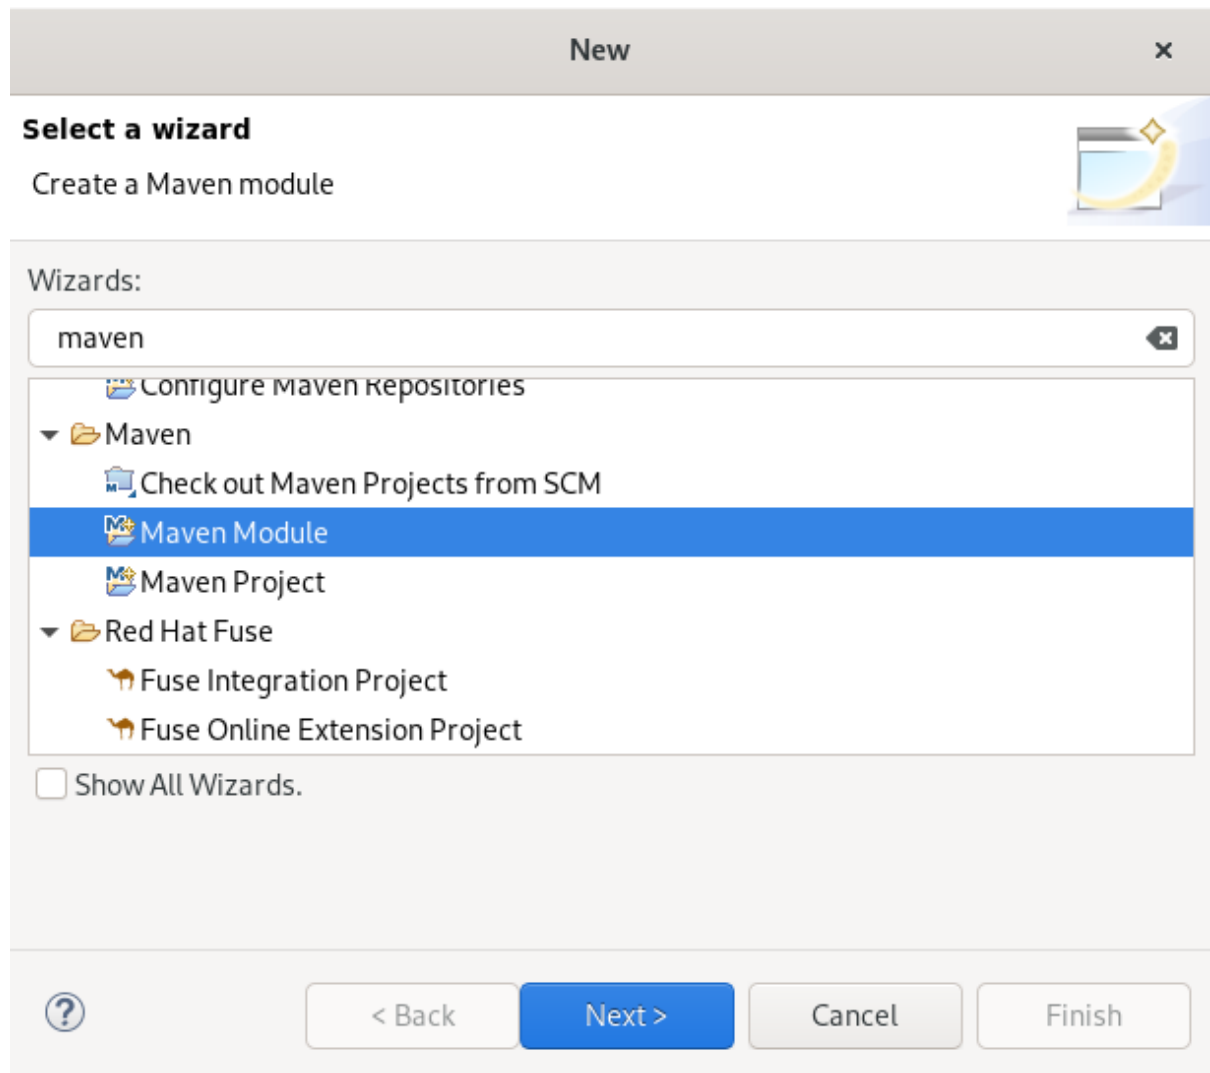 New
Select a wizard
Create a Maven module
Wizards:
maven
Configure Maven Repositories
Maven
Check out Maven Projects from SCM
Maven Module
Maven Project
Red Hat Fuse
Fuse Integration Project
Fuse Online Extension Project
Show All Wizards.
< Back
Next >
Cancel
Finish